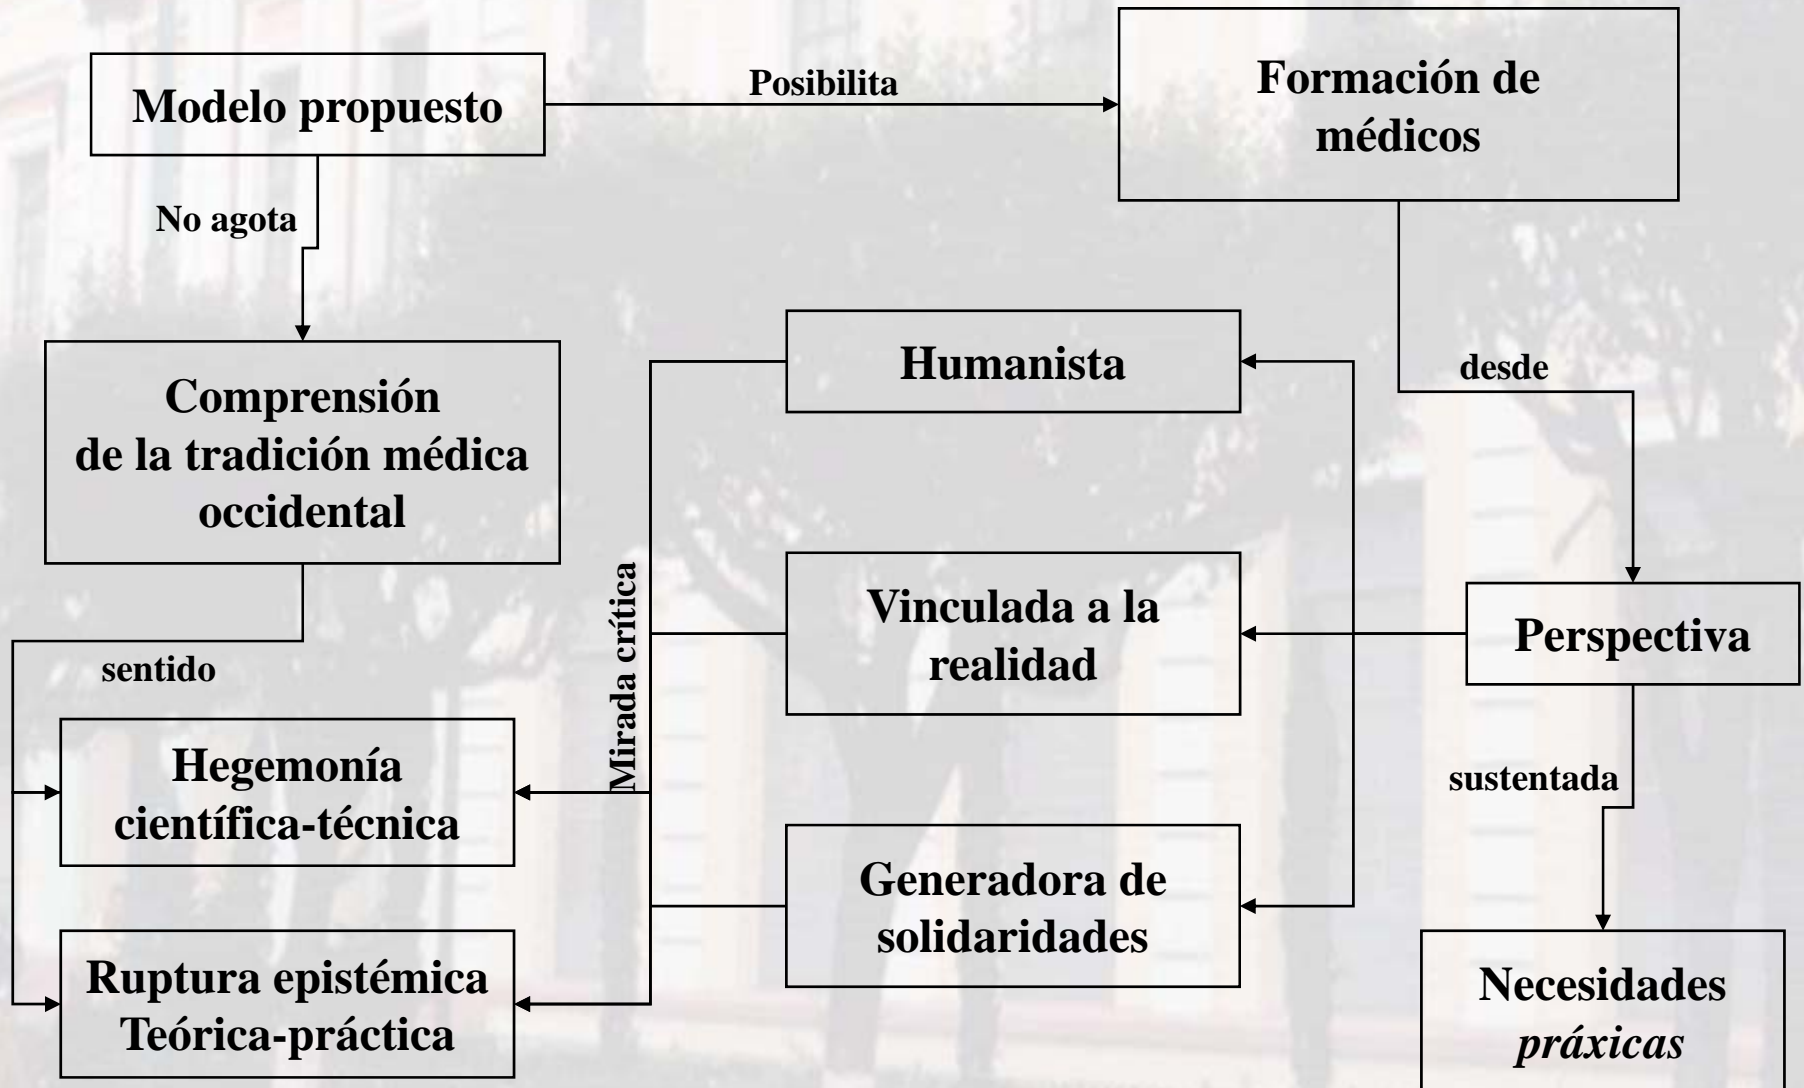 Modelo propuesto
Posibilita
Formación de
médicos
No agota
desde
Comprensión
de la tradición médica
occidental
Humanista
Vinculada a la
realidad
Generadora de
solidaridades
Perspectiva
Mirada crítica
sentido
Hegemonía
científica-técnica
Ruptura epistémica
Teórica-práctica
sustentada
Necesidades
práxicas